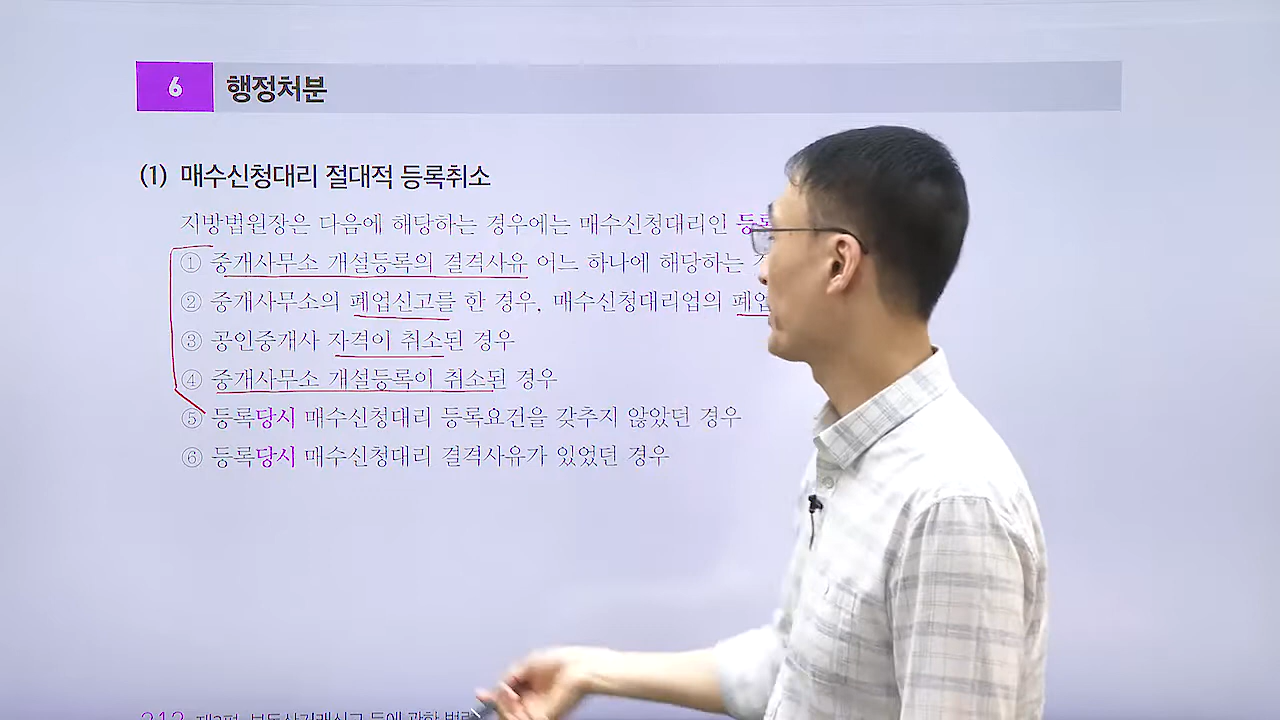 6 행정처분
(1) 매수신청대리 절대적 등록취소
지방법원장은 다음에 해당하는 경우에는 매수신청대리인
① 중개사무소 개설등록의 결격사유 어느 하나에 해당하는
② 중개사무소의 폐업신고를 한 경우, 매수신청대리업의
③ 공인중개사 자격이 취소된 경우
④ 중개사무소 개설등록이 취소된 경우
⑤ 등록당시 매수신청대리 등록요건을 갖추지 않았던 경우
⑥ 등록당시 매수신청대리 결격사유가 있었던 경우